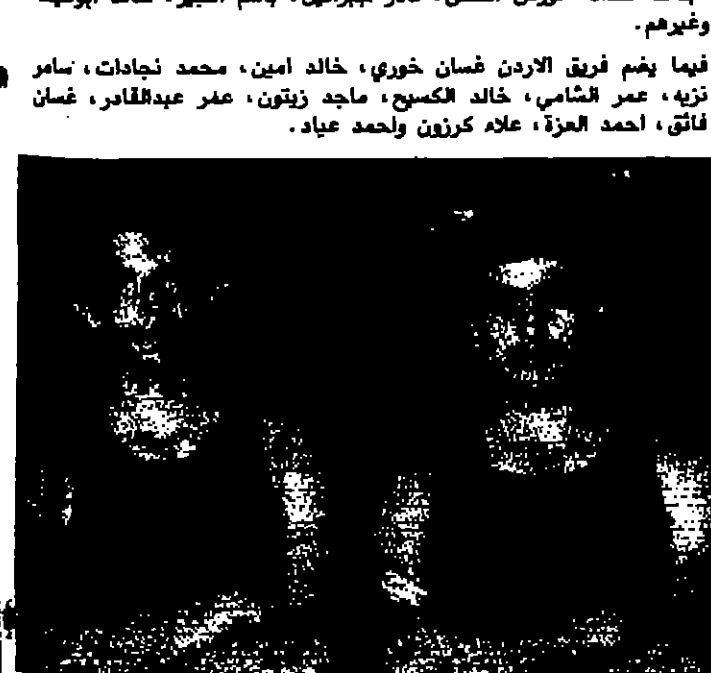 وغيرهم.
فيما يضم فريق الاردن غسان خوري، خالد امين، محمد نجادات، سامر
نزيه، عمر الشامي، خالد الكسيح، ماجد زيتون، عمر عبدالقادر، غسان
فائق، احمد العزة، علاء كرزون واحمد عياد.